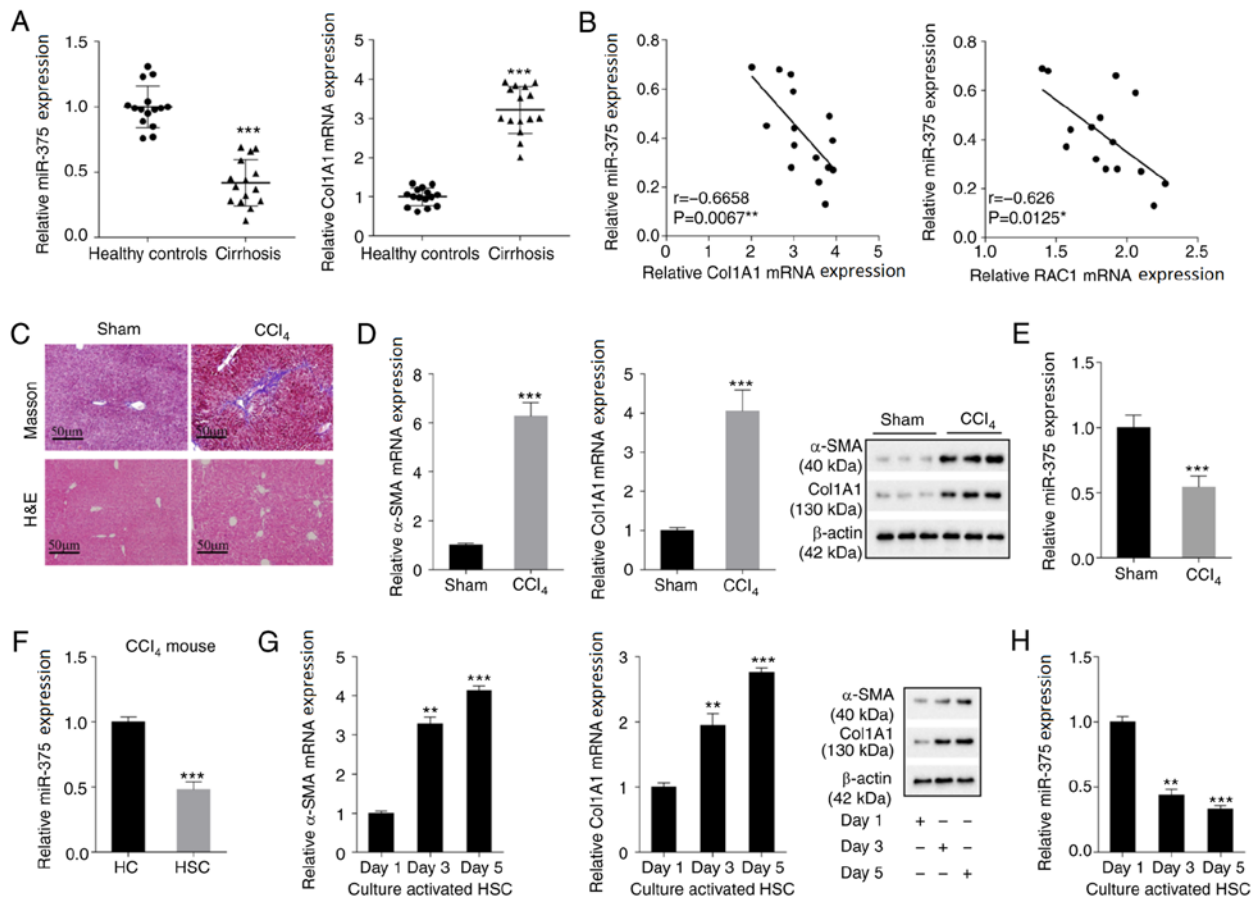 A
Relative miR-375 expression
1.5
1.0
0.5
0.0
***
Healthy controls
Cirrhosis
Relative Col1A1 mRNA expression
5
4
3
2
1
0
***
Healthy controls
Cirrhosis
B
Relative miR-375 expression
0.8
0.6
0.4
0.2
0.0
r=−0.6658
P=0.0067**
0 1 2 3 4 5
Relative Col1A1 mRNA expression
Relative miR-375 expression
0.8
0.6
0.4
0.2
0.0
r=−0.626
P=0.0125*
1.0 1.5 2.0 2.5
Relative RAC1 mRNA expression
C
Sham
CCl₄
Masson
50μm
50μm
H&E
50μm
50μm
D
Relative α-SMA mRNA expression
8
6
4
2
0
***
Sham
CCl₄
Relative Col1A1 mRNA expression
5
4
3
2
1
0
***
Sham
CCl₄
Sham
CCl₄
α-SMA
(40 kDa)
Col1A1
(130 kDa)
β-actin
(42 kDa)
E
Relative miR-375 expression
1.5
1.0
0.5
0.0
***
Sham
CCl₄
F
CCl₄ mouse
Relative miR-375 expression
1.5
1.0
0.5
0.0
***
HC
HSC
G
Relative α-SMA mRNA expression
5
4
3
2
1
0
**
***
Day 1 Day 3 Day 5
Culture activated HSC
Relative Col1A1 mRNA expression
3
2
1
0
**
***
Day 1 Day 3 Day 5
Culture activated HSC
α-SMA
(40 kDa)
Col1A1
(130 kDa)
β-actin
(42 kDa)
Day 1 + − −
Day 3 − + −
Day 5 − − +
H
Relative miR-375 expression
1.5
1.0
0.5
0.0
**
***
Day 1 Day 3 Day 5
Culture activated HSC